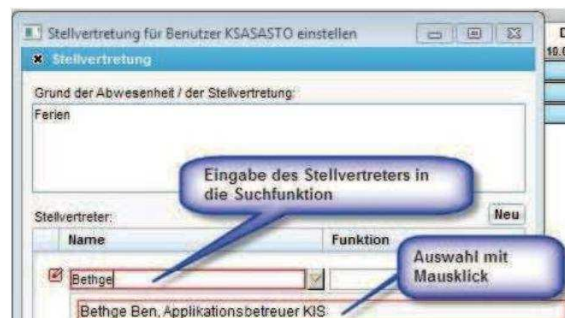 Stellvertretung für Benutzer KSASASTO einstellen
Stellvertretung
Grund der Abwesenheit / der Stellvertretung:
Ferien
Eingabe des Stellvertreters in
die Suchfunktion
Stellvertreter:
Neu
Name Funktion
Auswahl mit
Mausklick
Bethge
Bethge Ben, Applikationsbetreuer KIS